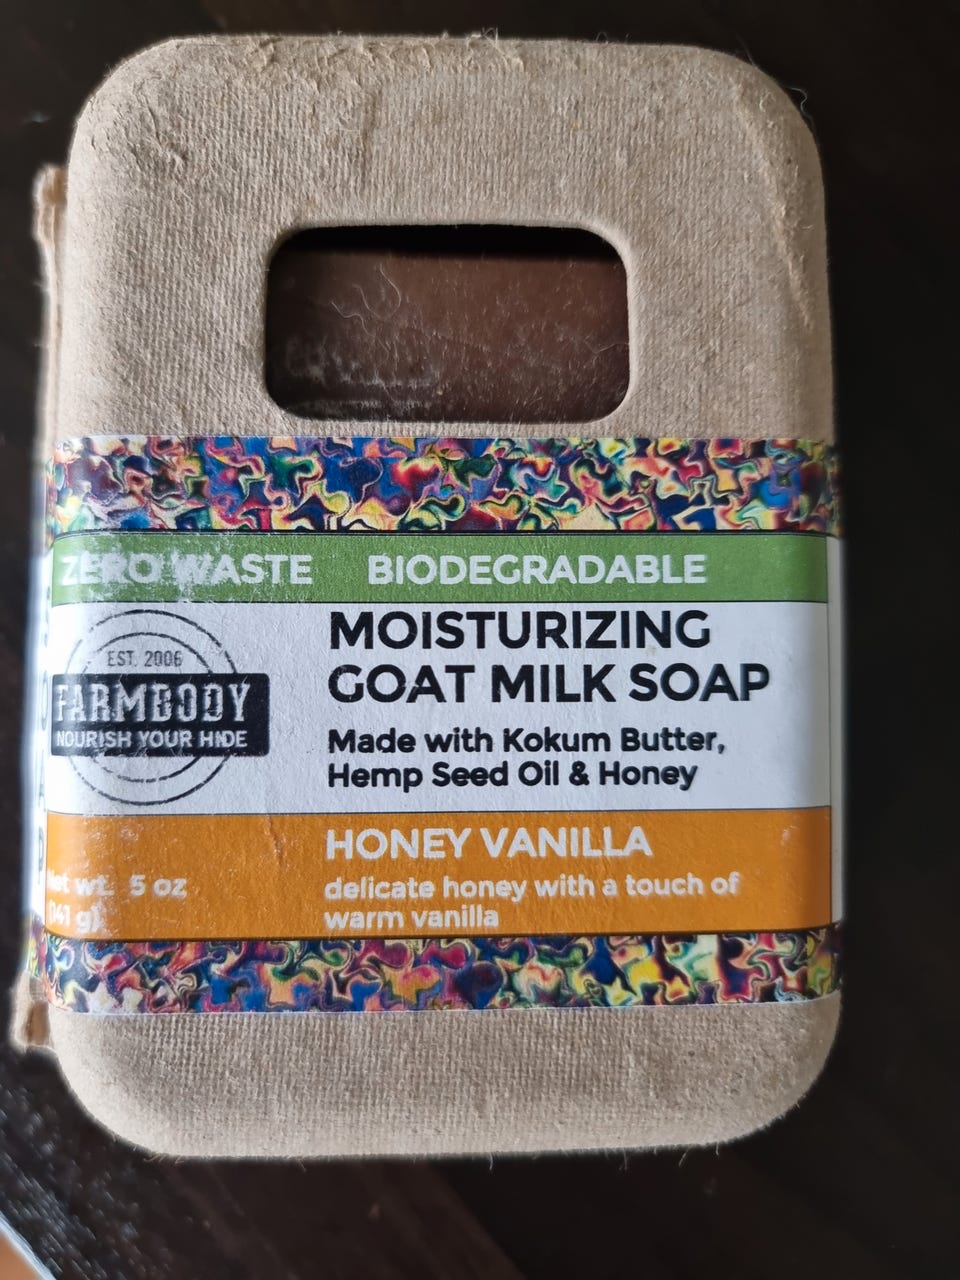 ZERO WASTE BIODEGRADABLE
EST. 2006
FARMBODY
NOURISH YOUR HIDE
MOISTURIZING
GOAT MILK SOAP
Made with Kokum Butter,
Hemp Seed Oil & Honey
HONEY VANILLA
delicate honey with a touch of
warm vanilla
Net wt. 5 oz
(141 g)